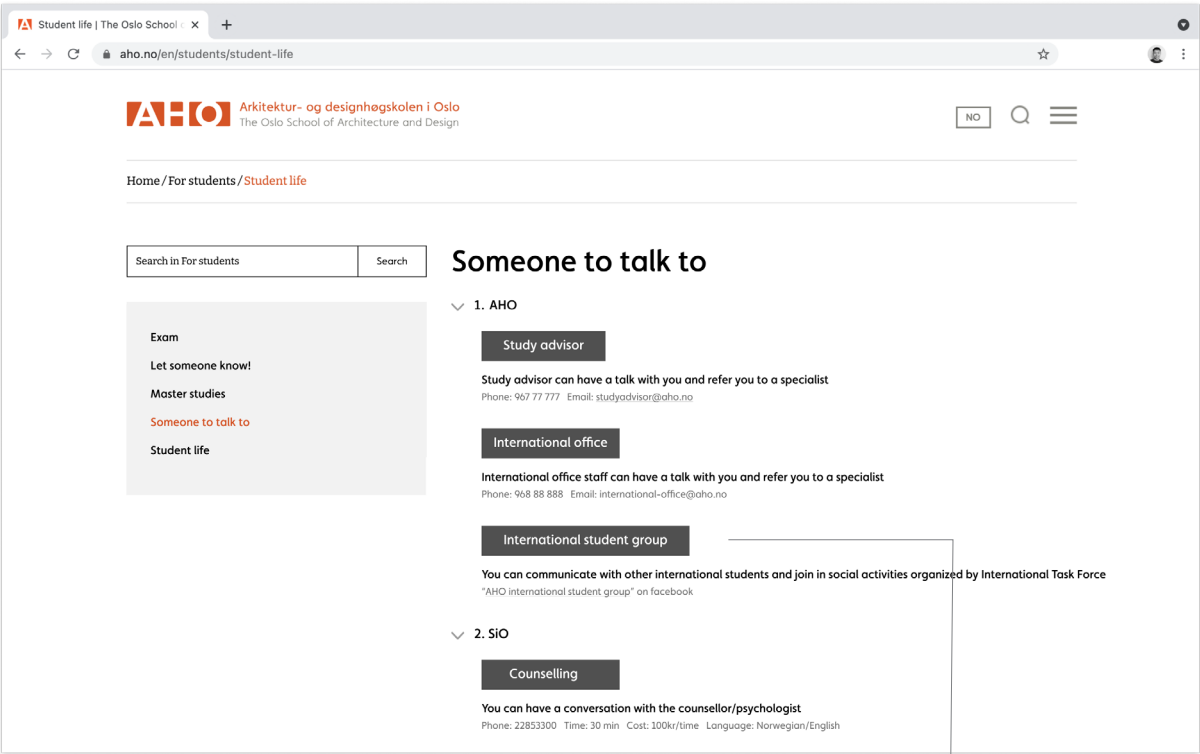 Student life | The Oslo School
aho.no/en/students/student-life
AHO
Arkitektur- og designhøgskolen i Oslo
The Oslo School of Architecture and Design
NO
Home / For students / Student life
Search in For students
Search
Exam
Let someone know!
Master studies
Someone to talk to
Student life
Someone to talk to
1. AHO
Study advisor
Study advisor can have a talk with you and refer you to a specialist
Phone: 967 77 777 Email: studyadvisor@aho.no
International office
International office staff can have a talk with you and refer you to a specialist
Phone: 968 88 888 Email: international-office@aho.no
International student group
You can communicate with other international students and join in social activities organized by International Task Force
"AHO international student group" on facebook
2. SiO
Counselling
You can have a conversation with the counsellor/psychologist
Phone: 22853300 Time: 30 min Cost: 100kr/time Language: Norwegian/English